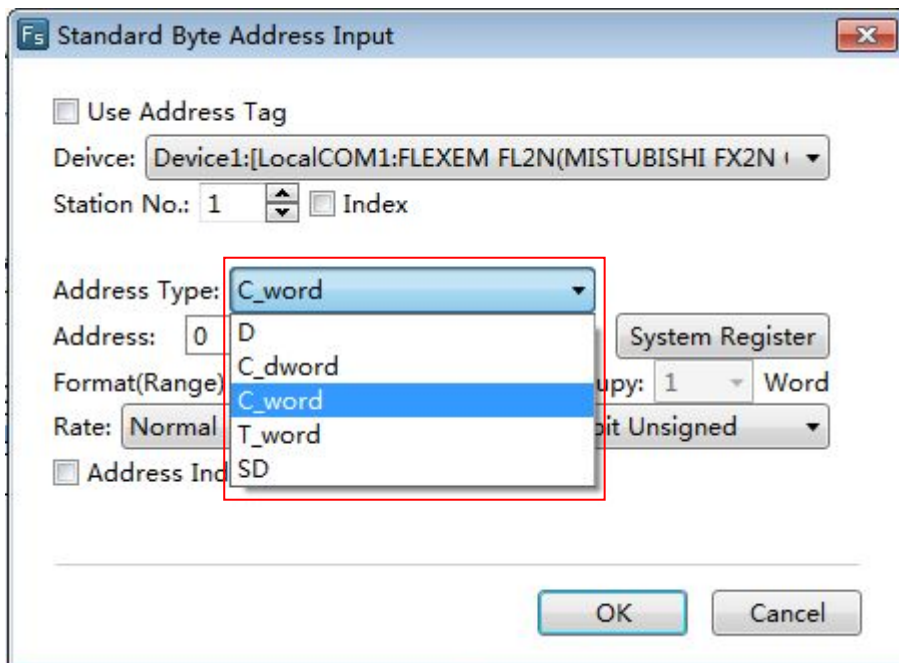 Fs Standard Byte Address Input
Use Address Tag
Deivce: Device1:[LocalCOM1:FLEXEM FL2N(MISTUBISHI FX2N
Station No.: 1 Index
Address Type: C_word
Address: 0 D System Register
C_dword
Format(Range) C_word upy: 1 Word
Rate: Normal T_word bit Unsigned
Address Ind SD
OK Cancel